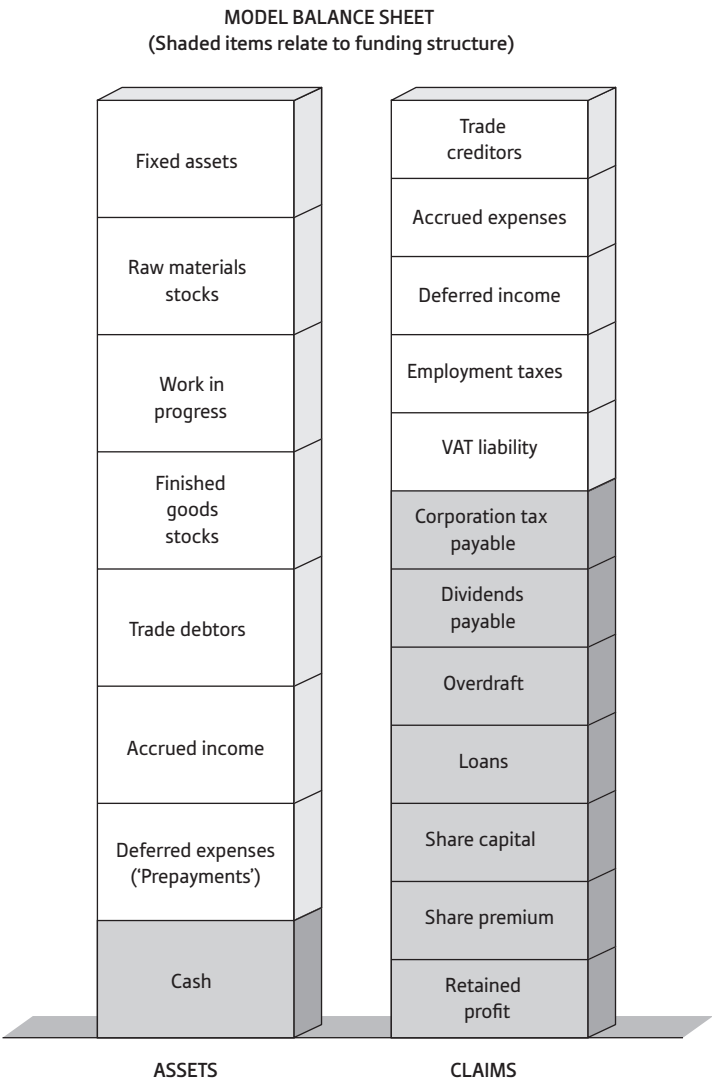 MODEL BALANCE SHEET
(Shaded items relate to funding structure)
Fixed assets
Raw materials
stocks
Work in
progress
Finished
goods
stocks
Trade debtors
Accrued income
Deferred expenses
(‘Prepayments’)
Cash
ASSETS
Trade
creditors
Accrued expenses
Deferred income
Employment taxes
VAT liability
Corporation tax
payable
Dividends
payable
Overdraft
Loans
Share capital
Share premium
Retained
profit
CLAIMS